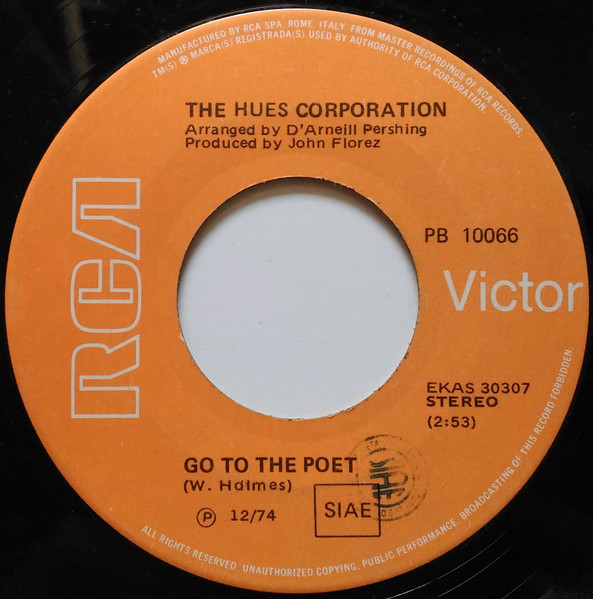 MANUFACTURED BY RCA SPA, ROME, ITALY, FROM MASTER RECORDINGS OF RCA RECORDS.
TM(S) ® MARCA(S) REGISTRADA(S) USED BY AUTHORITY OF RCA CORPORATION.
THE HUES CORPORATION
Arranged by D'Arneill Pershing
Produced by John Florez
RCA
PB 10066
Victor
EKAS 30307
STEREO
(2:53)
GO TO THE POET
(W. Holmes)
Ⓟ 12/74
SIAE
ALL RIGHTS RESERVED. UNAUTHORIZED COPYING, PUBLIC PERFORMANCE, BROADCASTING OF THIS RECORD FORBIDDEN.